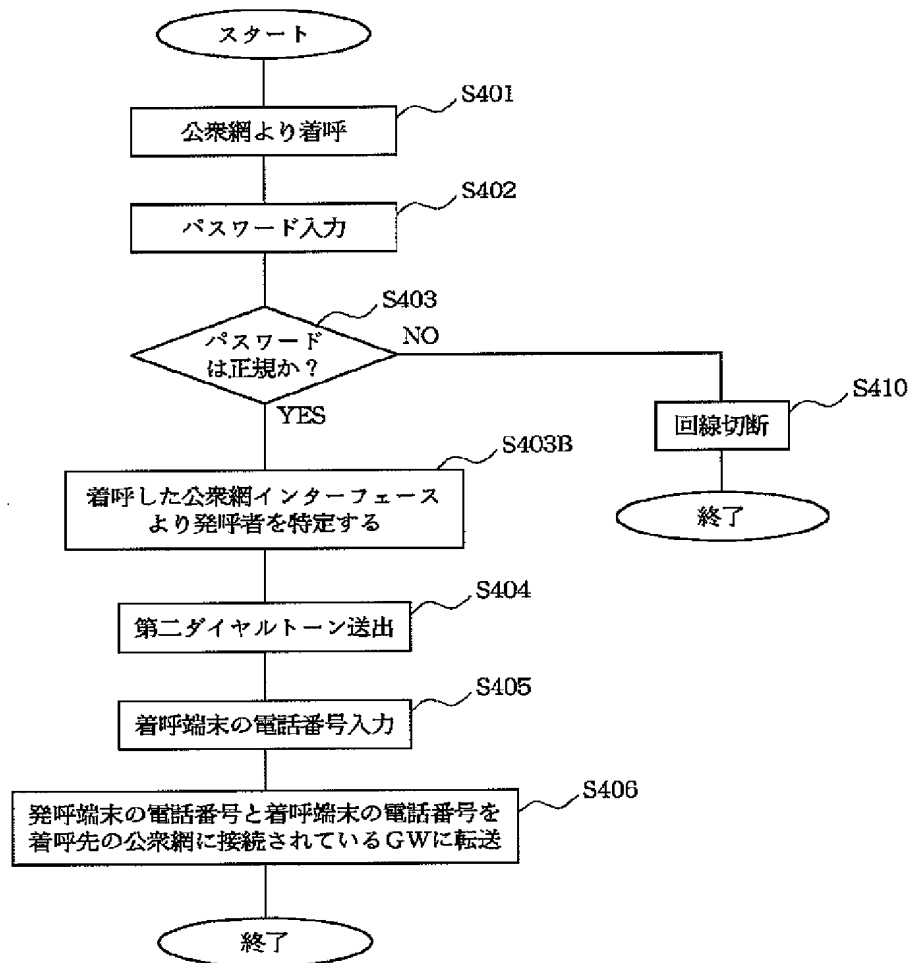 スタート
S401
公衆網より着呼
S402
パスワード入力
S403
パスワード
は正規か?
NO
YES
S410
回線切断
終了
S403B
着呼した公衆網インターフェース
より発呼者を特定する
S404
第二ダイヤルトーン送出
S405
着呼端末の電話番号入力
S406
発呼端末の電話番号と着呼端末の電話番号を
着呼先の公衆網に接続されているGWに転送
終了